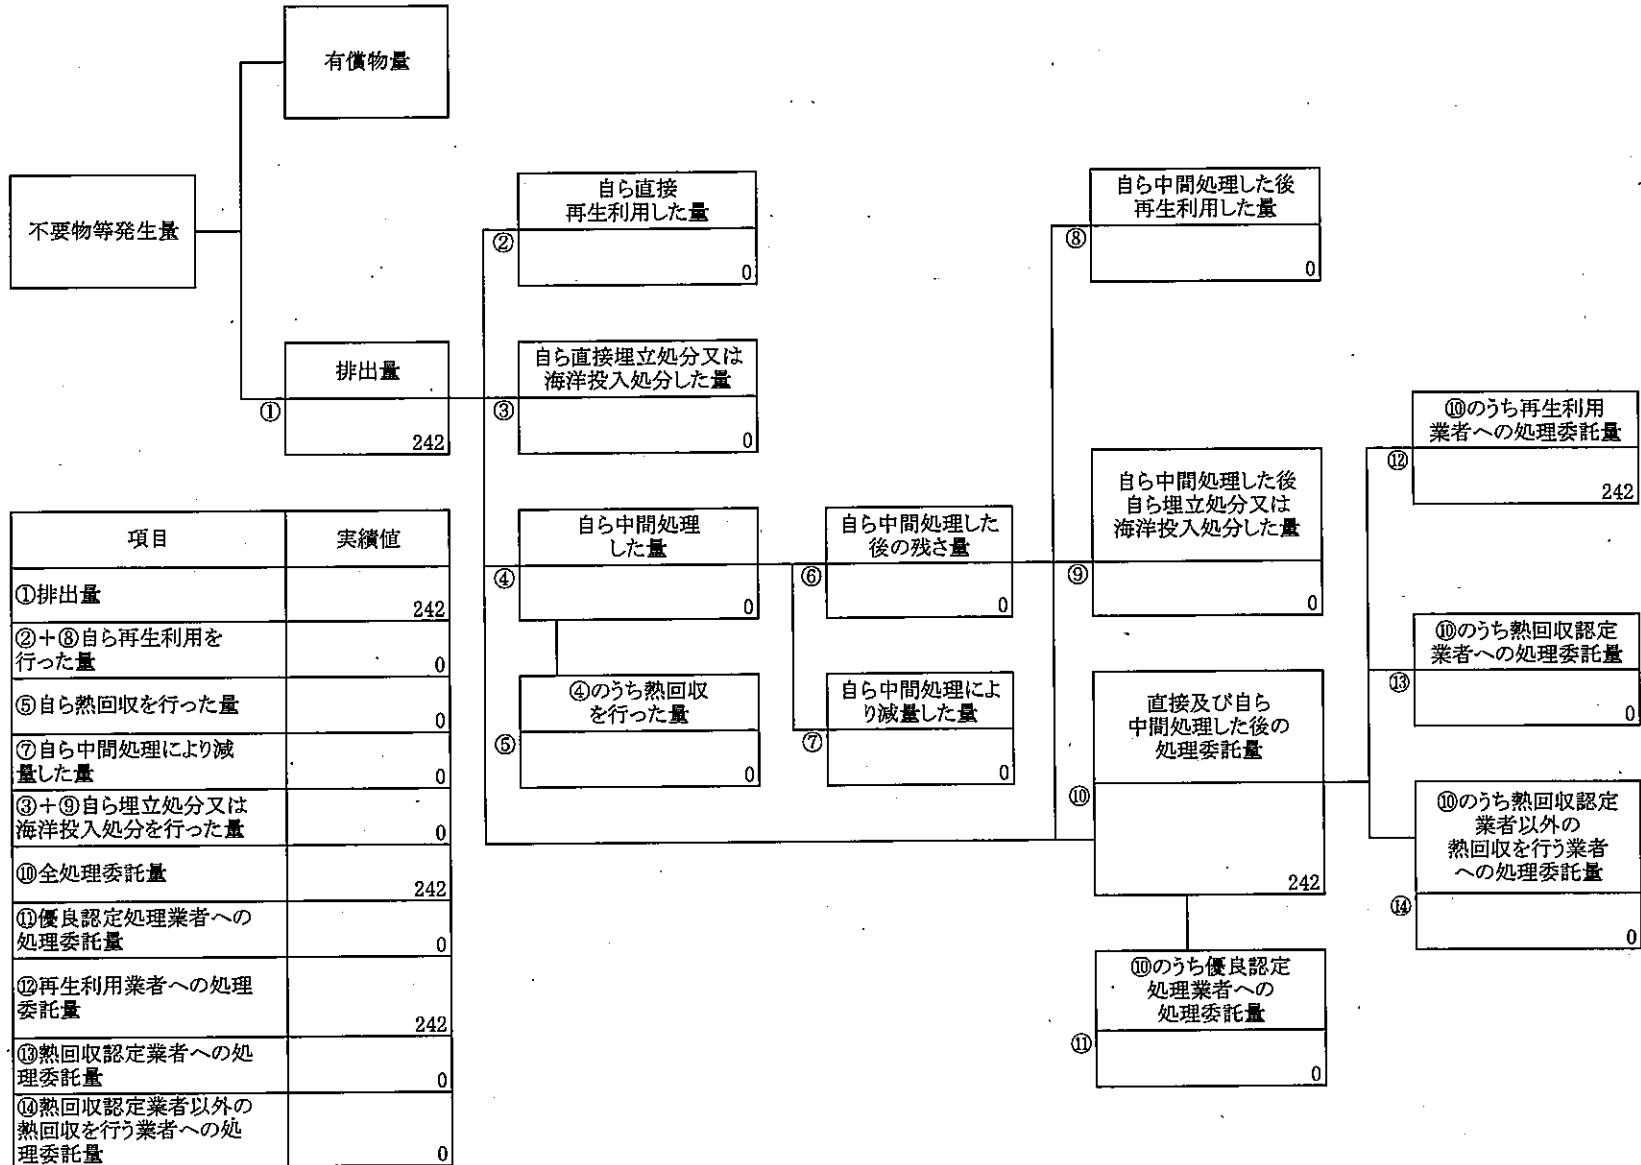 有償物量
不要物等発生量
排出量
①
242
自ら直接
再生利用した量
②
0
自ら直接埋立処分又は
海洋投入処分した量
③
0
自ら中間処理
した量
④
0
④のうち熱回収
を行った量
⑤
0
自ら中間処理した
後の残さ量
⑥
0
自ら中間処理によ
り減量した量
⑦
0
自ら中間処理した後
再生利用した量
⑧
0
自ら中間処理した後
自ら埋立処分又は
海洋投入処分した量
⑨
0
直接及び自ら
中間処理した後の
処理委託量
⑩
242
⑩のうち優良認定
処理業者への
処理委託量
⑪
0
⑩のうち再生利用
業者への処理委託量
⑫
242
⑩のうち熱回収認定
業者への処理委託量
⑬
0
⑩のうち熱回収認定
業者以外の
熱回収を行う業者
への処理委託量
⑭
0
項目 実績値
①排出量 242
②＋⑧自ら再生利用を
行った量 0
⑤自ら熱回収を行った量 0
⑦自ら中間処理により減
量した量 0
③＋⑨自ら埋立処分又は
海洋投入処分を行った量 0
⑩全処理委託量 242
⑪優良認定処理業者への
処理委託量 0
⑫再生利用業者への処理
委託量 242
⑬熱回収認定業者への処
理委託量 0
⑭熱回収認定業者以外の
熱回収を行う業者への処
理委託量 0